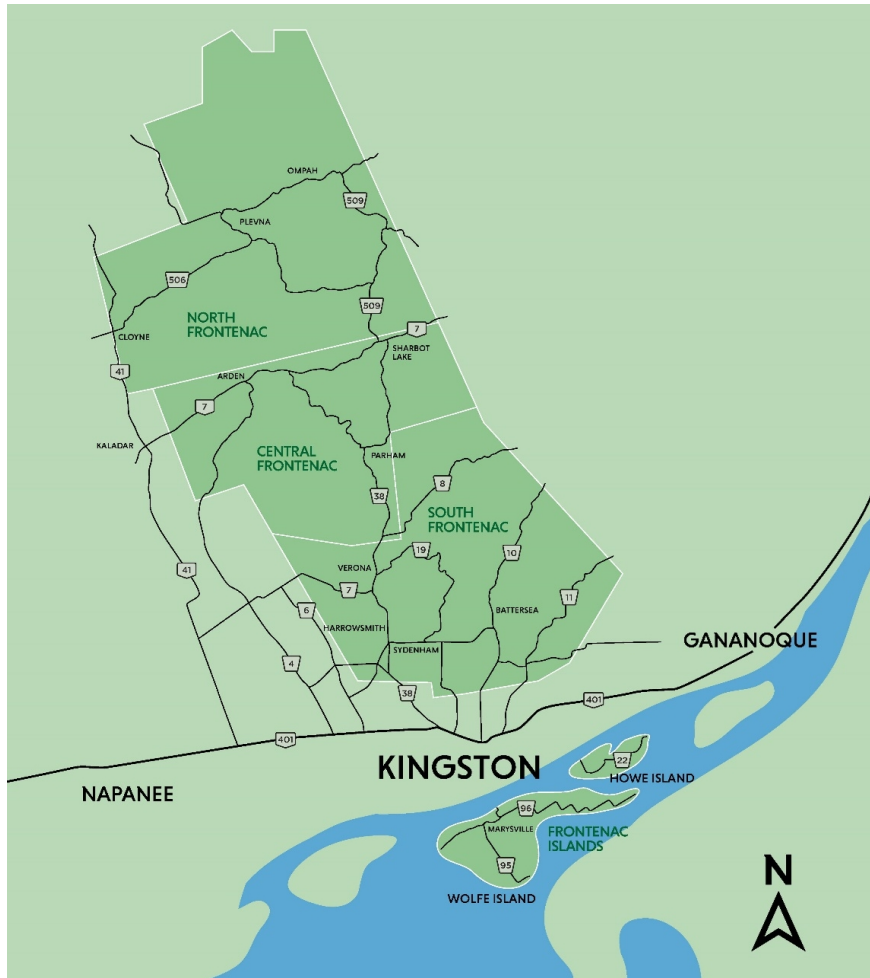 OMPAH
509
PLEVNA
506
509
NORTH
FRONTENAC
7
CLOYNE
SHARBOT
LAKE
41
ARDEN
7
KALADAR
CENTRAL
FRONTENAC
PARHAM
8
38
SOUTH
FRONTENAC
19
10
VERONA
41
7
11
6
HARROWSMITH
BATTERSEA
SYDENHAM
GANANOQUE
4
38
401
401
KINGSTON
22
HOWE ISLAND
NAPANEE
96
MARYSVILLE
FRONTENAC
ISLANDS
95
WOLFE ISLAND
N